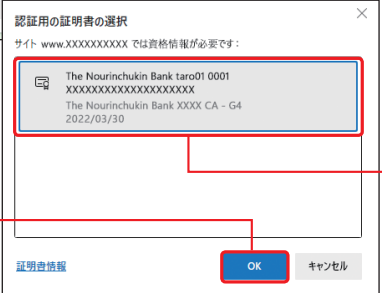 認証用の証明書の選択
サイト www.XXXXXXXXXX では資格情報が必要です:
The Nourinchukin Bank taro01 0001
XXXXXXXXXXXXXXXXXXXX
The Nourinchukin Bank XXXX CA - G4
2022/03/30
証明書情報
OK
キャンセル